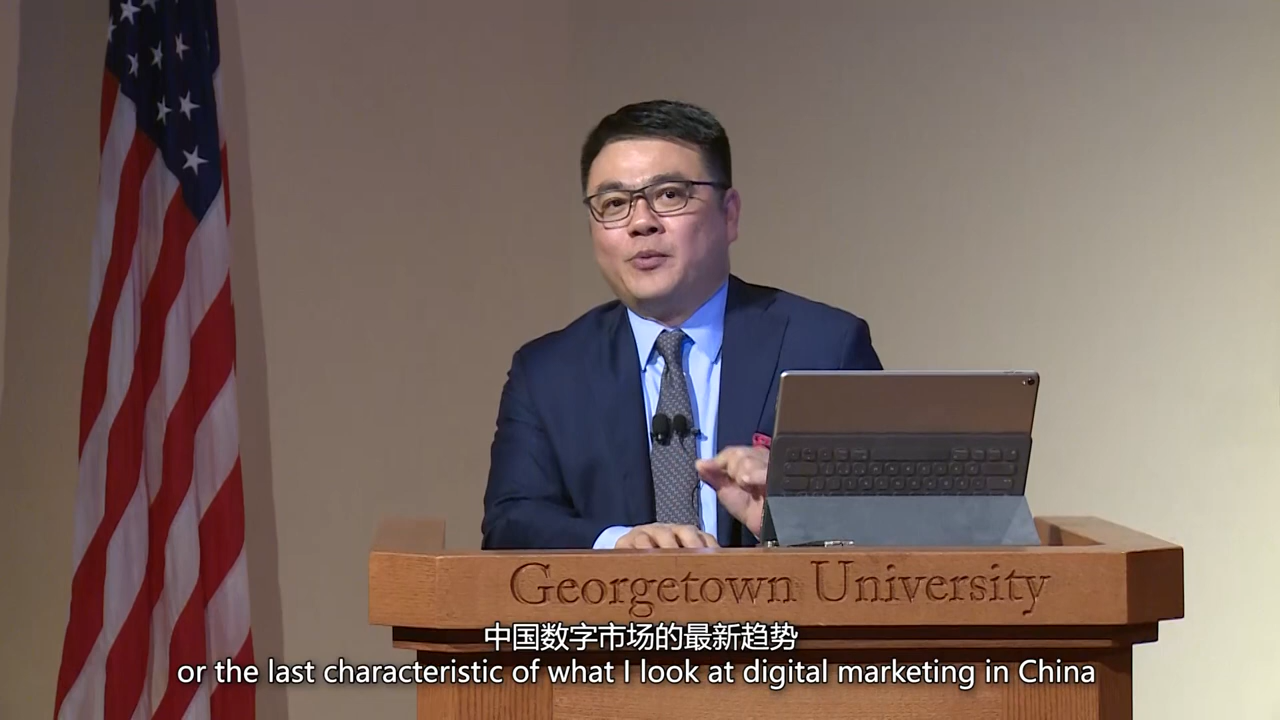 Georgetown University
中国数字市场的最新趋势
or the last characteristic of what I look at digital marketing in China